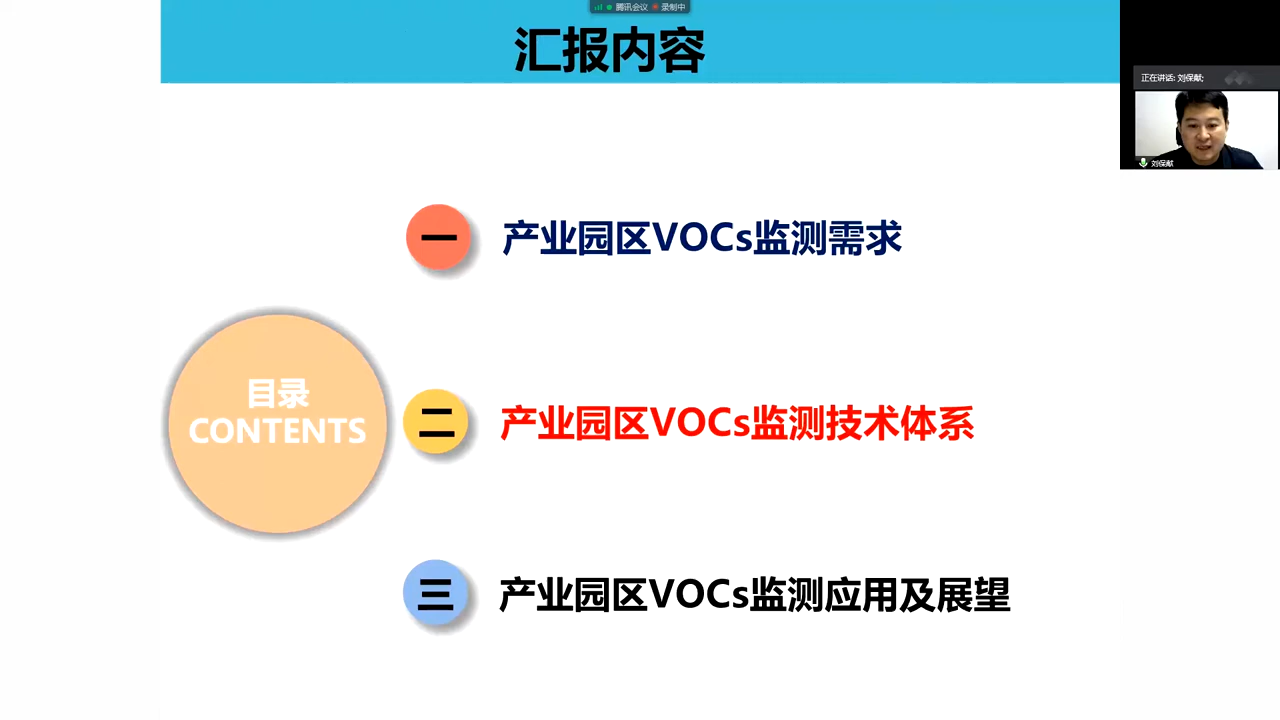 腾讯会议 录制中
汇报内容
正在讲话: 刘保献;
刘保献
一 产业园区VOCs监测需求
目录
CONTENTS
二 产业园区VOCs监测技术体系
三 产业园区VOCs监测应用及展望